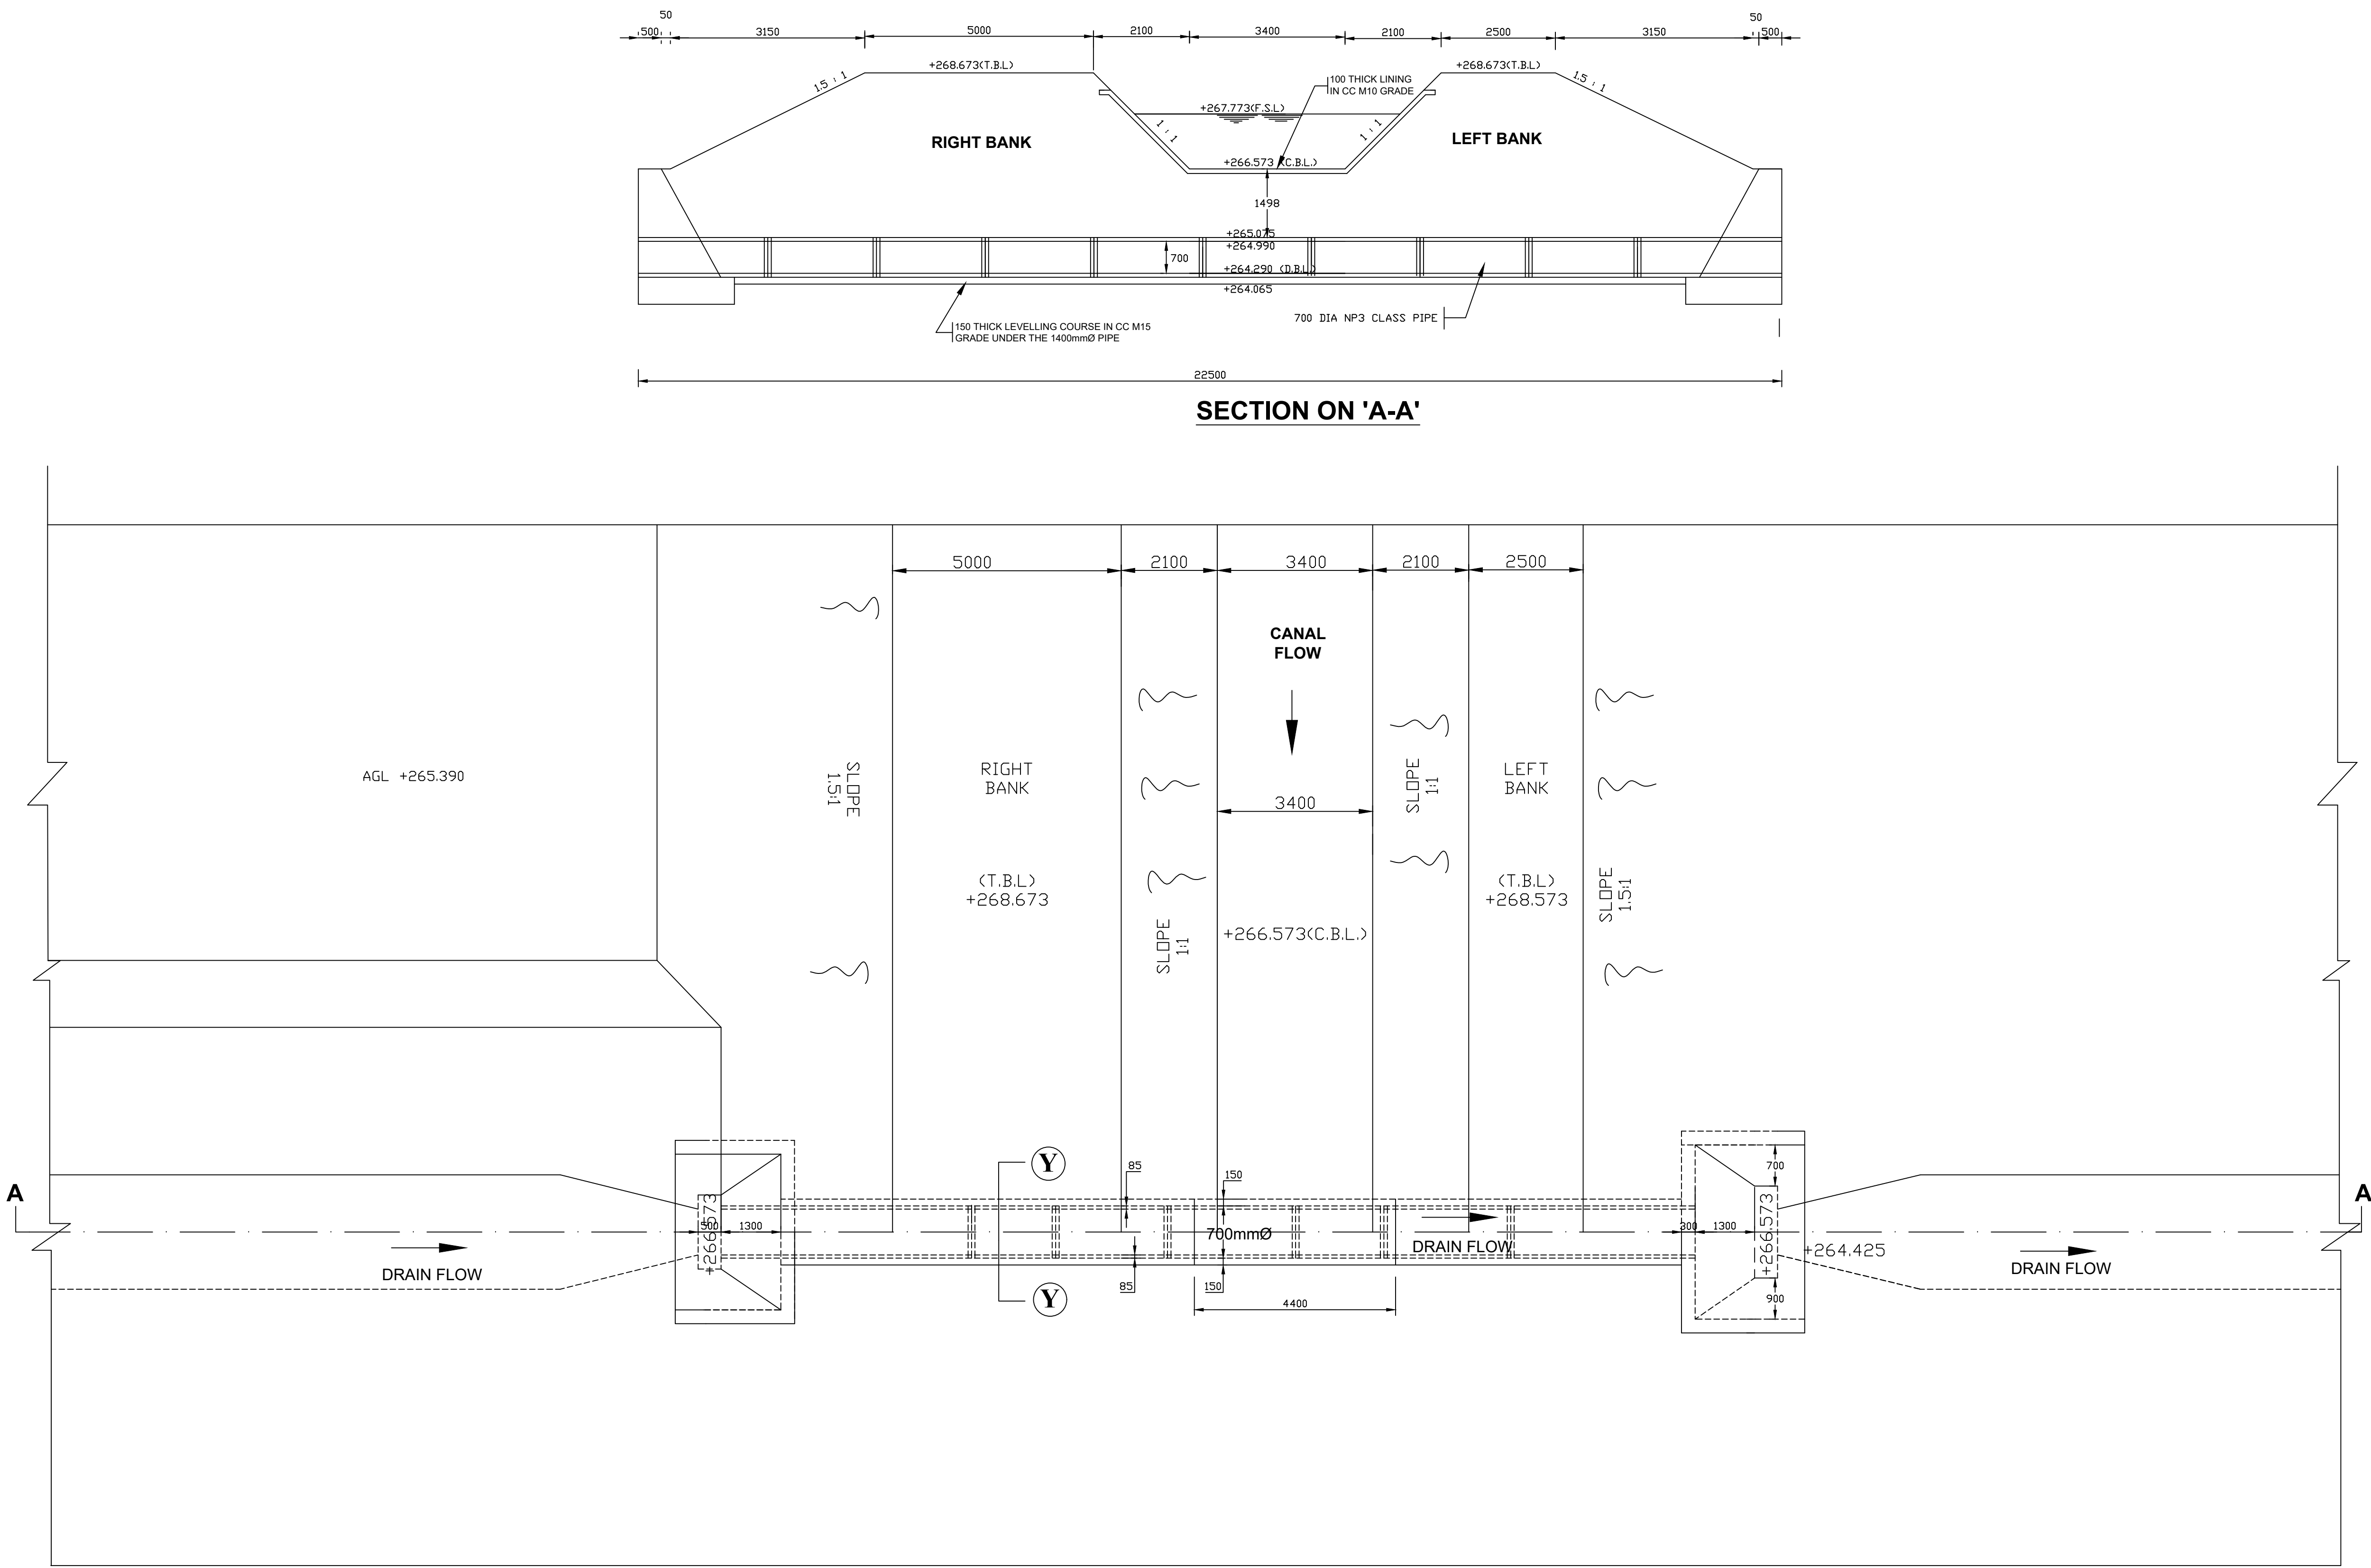 50
50
500
3150
5000
2100
3400
2100
2500
3150
500
+268.673(T.B.L)
+268.673(T.B.L)
1.5 : 1
1.5 : 1
100 THICK LINING
IN CC M10 GRADE
+267.773(F.S.L)
1 : 1
1 : 1
RIGHT BANK
LEFT BANK
+266.573 (C.B.L.)
1498
+265.075
+264.990
700
+264.290 (D.B.L)
+264.065
700 DIA NP3 CLASS PIPE
150 THICK LEVELLING COURSE IN CC M15
GRADE UNDER THE 1400mmØ PIPE
22500
SECTION ON 'A-A'
5000
2100
3400
2100
2500
CANAL
FLOW
AGL +265.390
SLOPE
1.5:1
RIGHT
BANK
3400
SLOPE
1:1
LEFT
BANK
(T.B.L)
+268.673
(T.B.L)
+268.573
SLOPE
1.5:1
SLOPE
1:1
+266.573(C.B.L.)
Y
85
150
700
A
A
+266.573
500
1300
700mmØ
DRAIN FLOW
300
1300
+266.573
+264.425
DRAIN FLOW
DRAIN FLOW
Y
85
150
4400
900